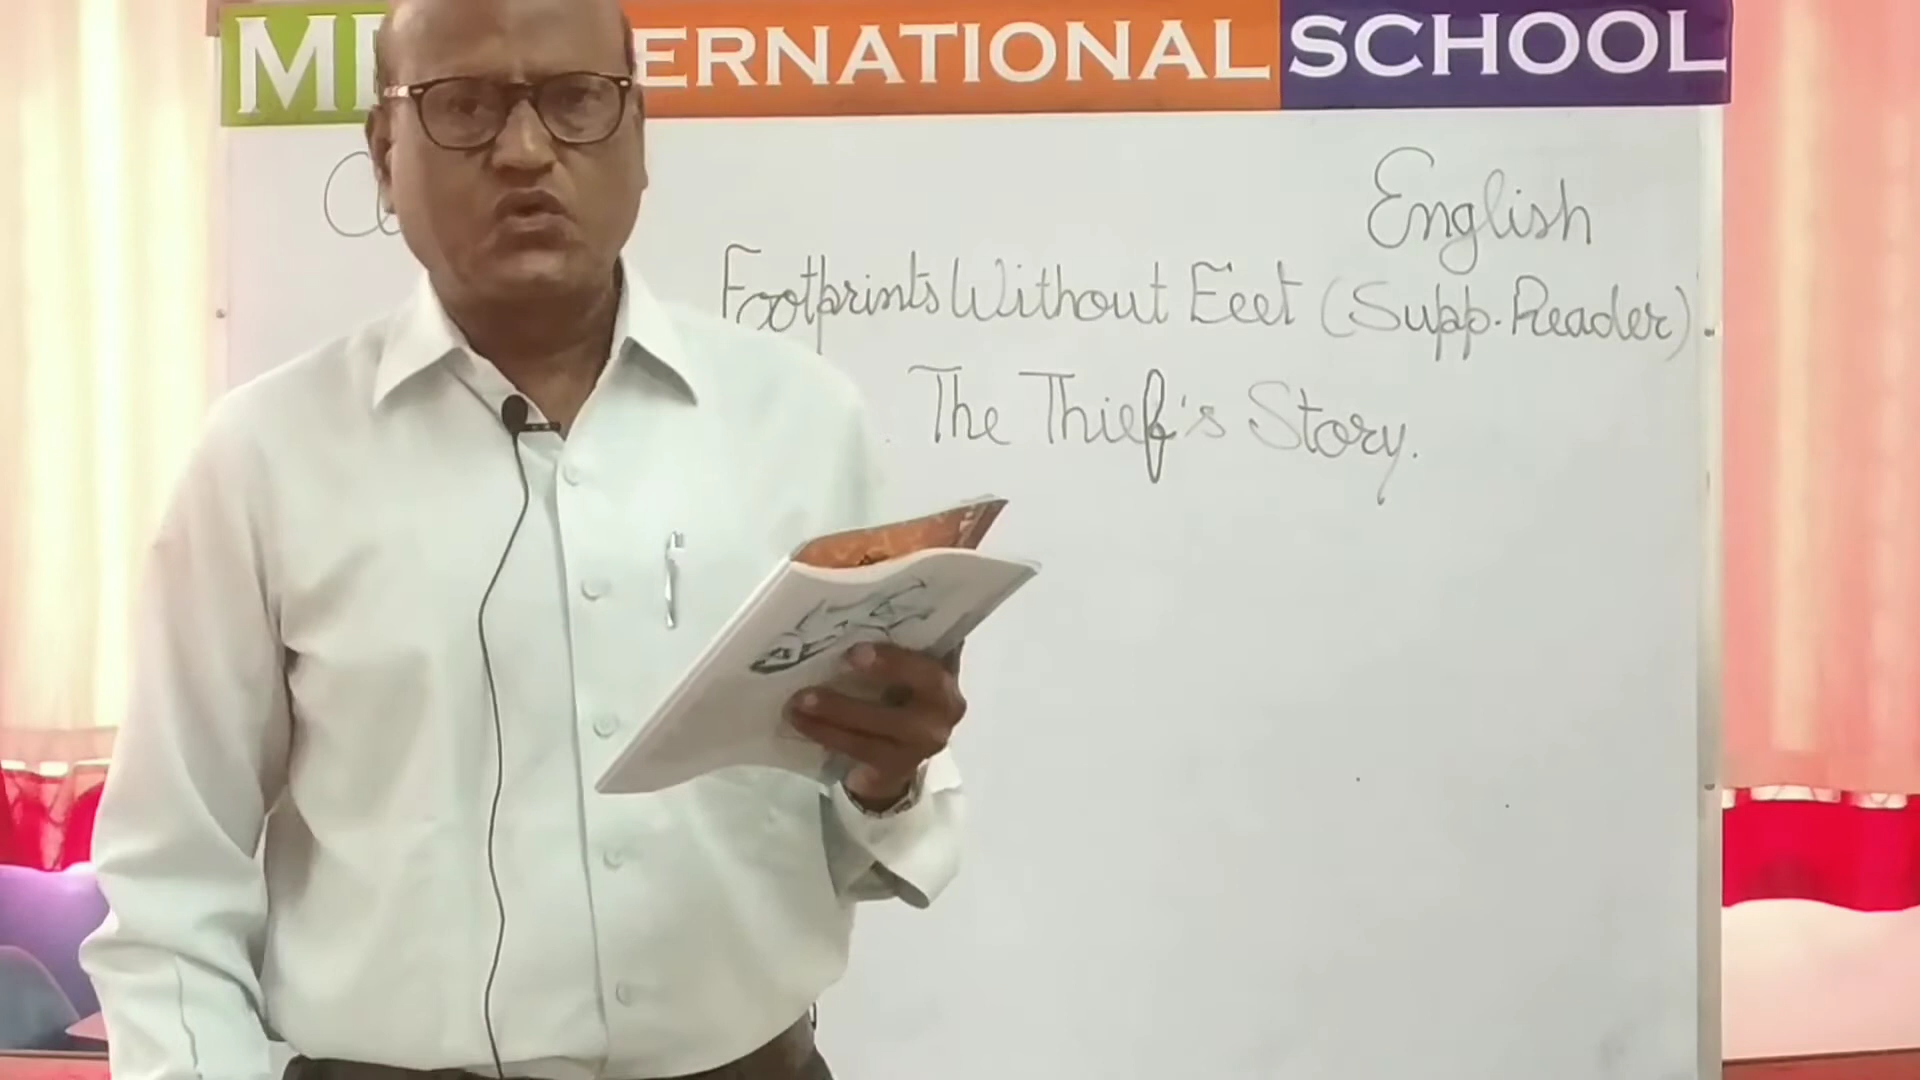 ERNATIONAL SCHOOL
English
Footprints Without Feet (Supp. Reader).
The Thief's Story.